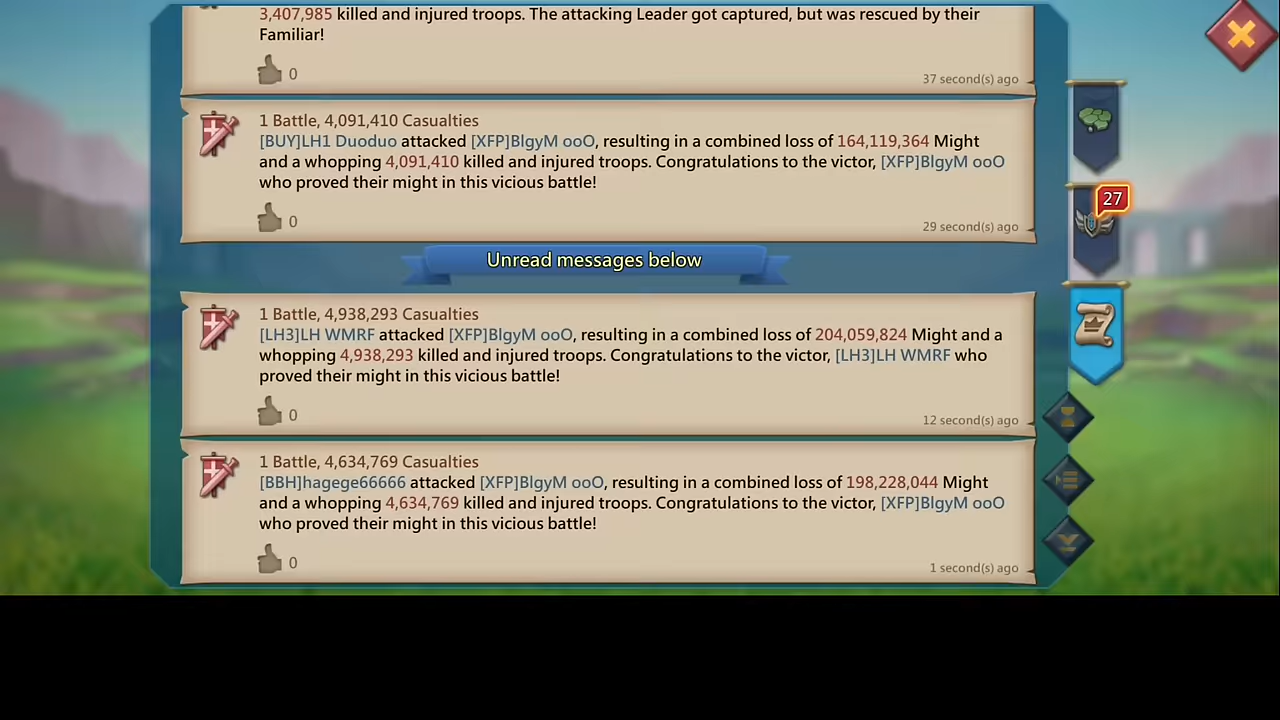 3,407,985 killed and injured troops. The attacking Leader got captured, but was rescued by their
Familiar!
0
37 second(s) ago
1 Battle, 4,091,410 Casualties
[BUY]LH1 Duoduo attacked [XFP]BlgyM ooO, resulting in a combined loss of 164,119,364 Might
and a whopping 4,091,410 killed and injured troops. Congratulations to the victor, [XFP]BlgyM ooO
who proved their might in this vicious battle!
0
29 second(s) ago
27
Unread messages below
1 Battle, 4,938,293 Casualties
[LH3]LH WMRF attacked [XFP]BlgyM ooO, resulting in a combined loss of 204,059,824 Might and a
whopping 4,938,293 killed and injured troops. Congratulations to the victor, [LH3]LH WMRF who
proved their might in this vicious battle!
0
12 second(s) ago
1 Battle, 4,634,769 Casualties
[BBH]hagege66666 attacked [XFP]BlgyM ooO, resulting in a combined loss of 198,228,044 Might
and a whopping 4,634,769 killed and injured troops. Congratulations to the victor, [XFP]BlgyM ooO
who proved their might in this vicious battle!
0
1 second(s) ago